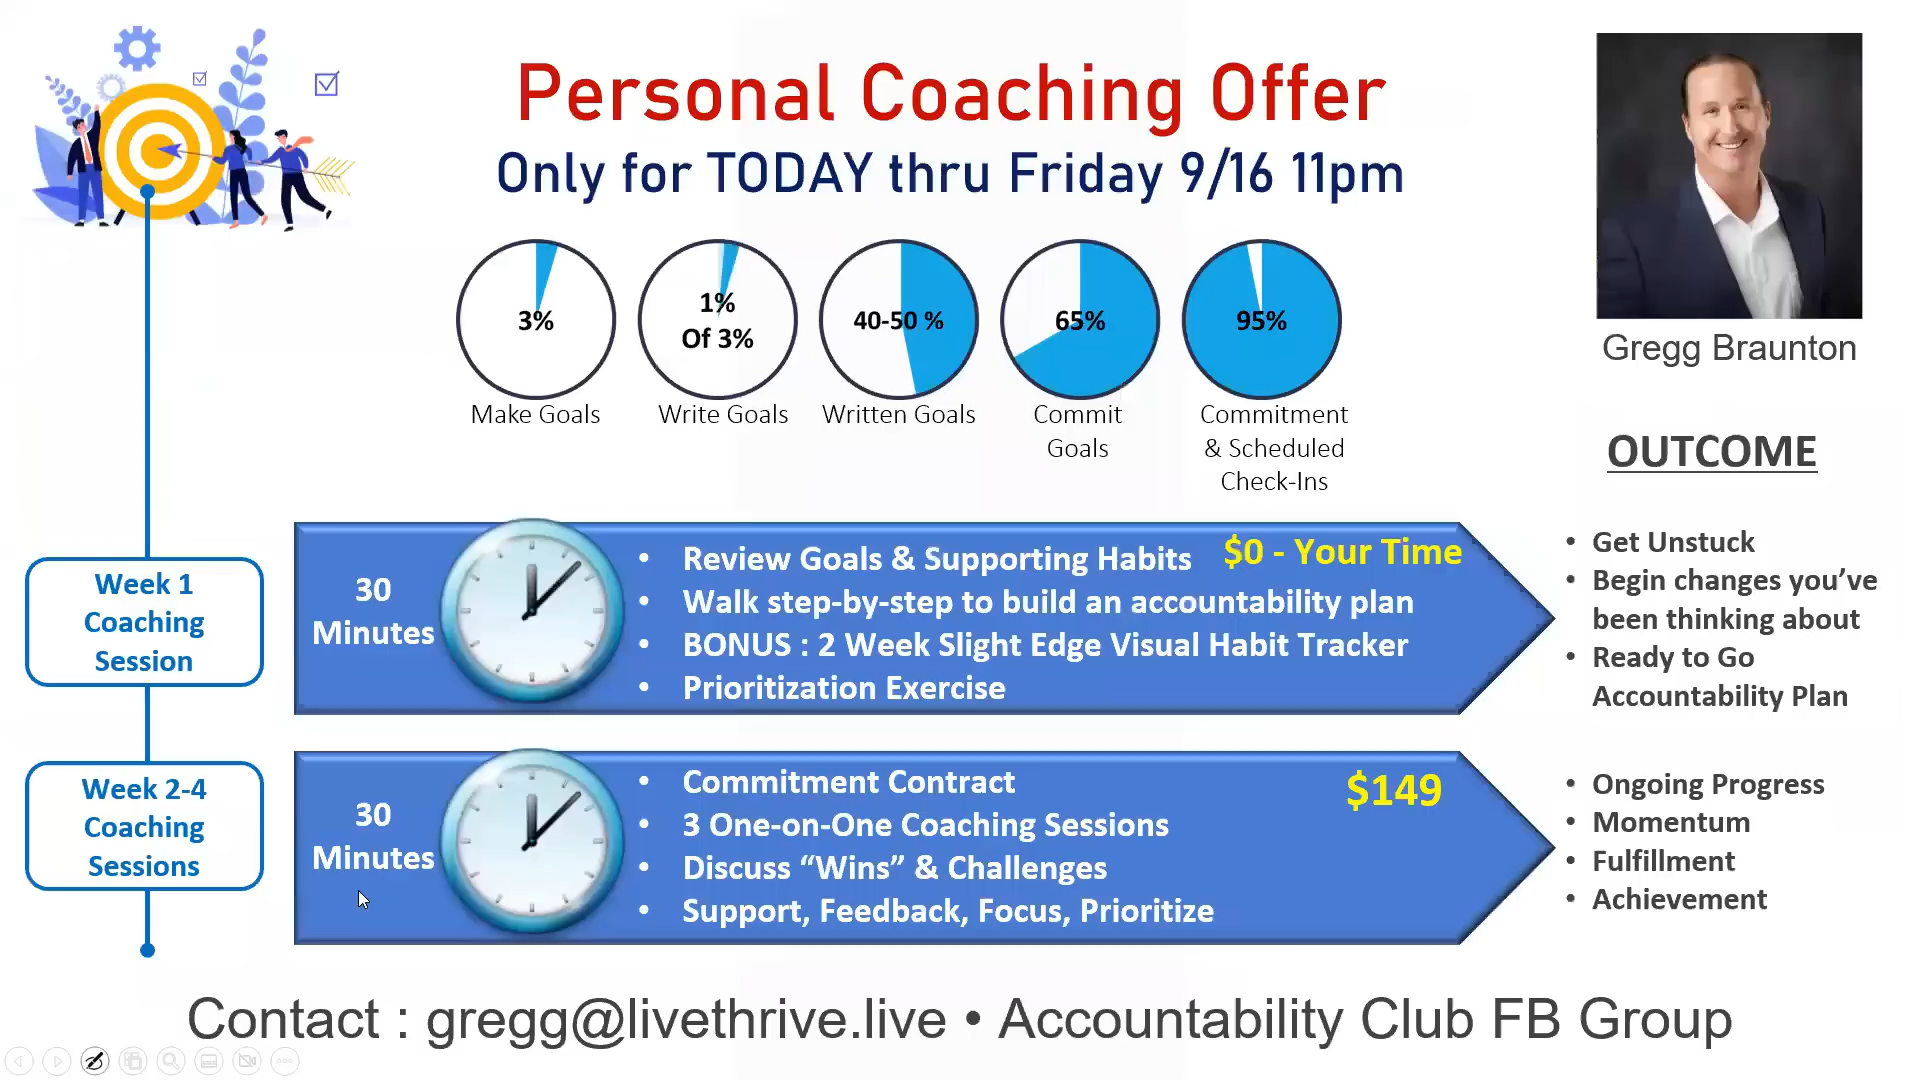 Personal Coaching Offer
Only for TODAY thru Friday 9/16 11pm
3%
1%
Of 3%
40-50 %
65%
95%
Make Goals
Write Goals
Written Goals
Commit
Goals
Commitment
& Scheduled
Check-Ins
Gregg Braunton
OUTCOME
Week 1
Coaching
Session
30
Minutes
• Review Goals & Supporting Habits
$0 - Your Time
• Walk step-by-step to build an accountability plan
• BONUS : 2 Week Slight Edge Visual Habit Tracker
• Prioritization Exercise
• Get Unstuck
• Begin changes you’ve
been thinking about
• Ready to Go
Accountability Plan
Week 2-4
Coaching
Sessions
30
Minutes
• Commitment Contract
$149
• 3 One-on-One Coaching Sessions
• Discuss “Wins” & Challenges
• Support, Feedback, Focus, Prioritize
• Ongoing Progress
• Momentum
• Fulfillment
• Achievement
Contact : gregg@livethrive.live • Accountability Club FB Group